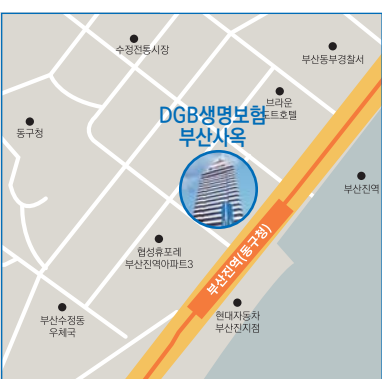 수정전통시장
부산동부경찰서
브라운
도트호텔
동구청
DGB생명보험
부산사옥
부산진역
협성휴포레
부산진역아파트3
부산진역(동구청)
부산수정동
우체국
현대자동차
부산진지점